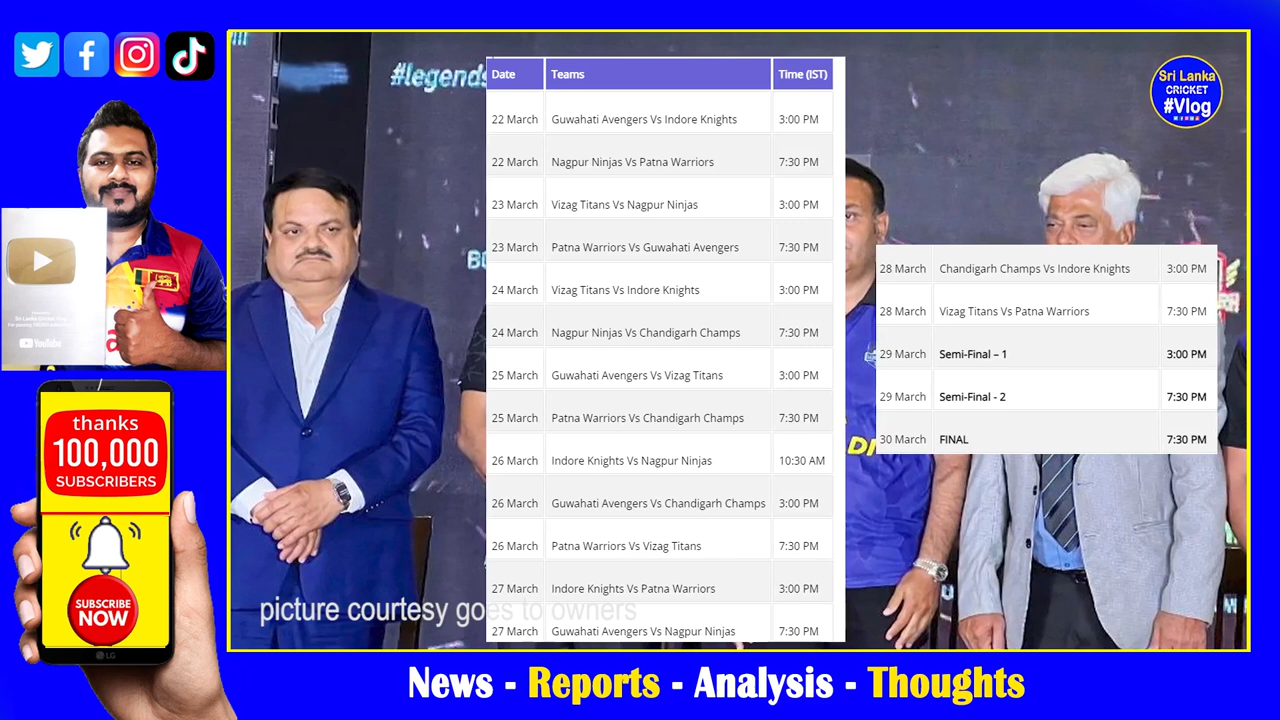 #legends
Date Teams Time (IST)
22 March Guwahati Avengers Vs Indore Knights 3:00 PM
22 March Nagpur Ninjas Vs Patna Warriors 7:30 PM
23 March Vizag Titans Vs Nagpur Ninjas 3:00 PM
23 March Patna Warriors Vs Guwahati Avengers 7:30 PM
24 March Vizag Titans Vs Indore Knights 3:00 PM
24 March Nagpur Ninjas Vs Chandigarh Champs 7:30 PM
25 March Guwahati Avengers Vs Vizag Titans 3:00 PM
25 March Patna Warriors Vs Chandigarh Champs 7:30 PM
26 March Indore Knights Vs Nagpur Ninjas 10:30 AM
26 March Guwahati Avengers Vs Chandigarh Champs 3:00 PM
26 March Patna Warriors Vs Vizag Titans 7:30 PM
27 March Indore Knights Vs Patna Warriors 3:00 PM
27 March Guwahati Avengers Vs Nagpur Ninjas 7:30 PM
28 March Chandigarh Champs Vs Indore Knights 3:00 PM
28 March Vizag Titans Vs Patna Warriors 7:30 PM
29 March Semi-Final – 1 3:00 PM
29 March Semi-Final - 2 7:30 PM
30 March FINAL 7:30 PM
Sri Lanka
CRICKET
#Vlog
YouTube
thanks
100,000
SUBSCRIBERS
SUBSCRIBE
NOW
LG
picture courtesy goes to owners
News - Reports - Analysis - Thoughts